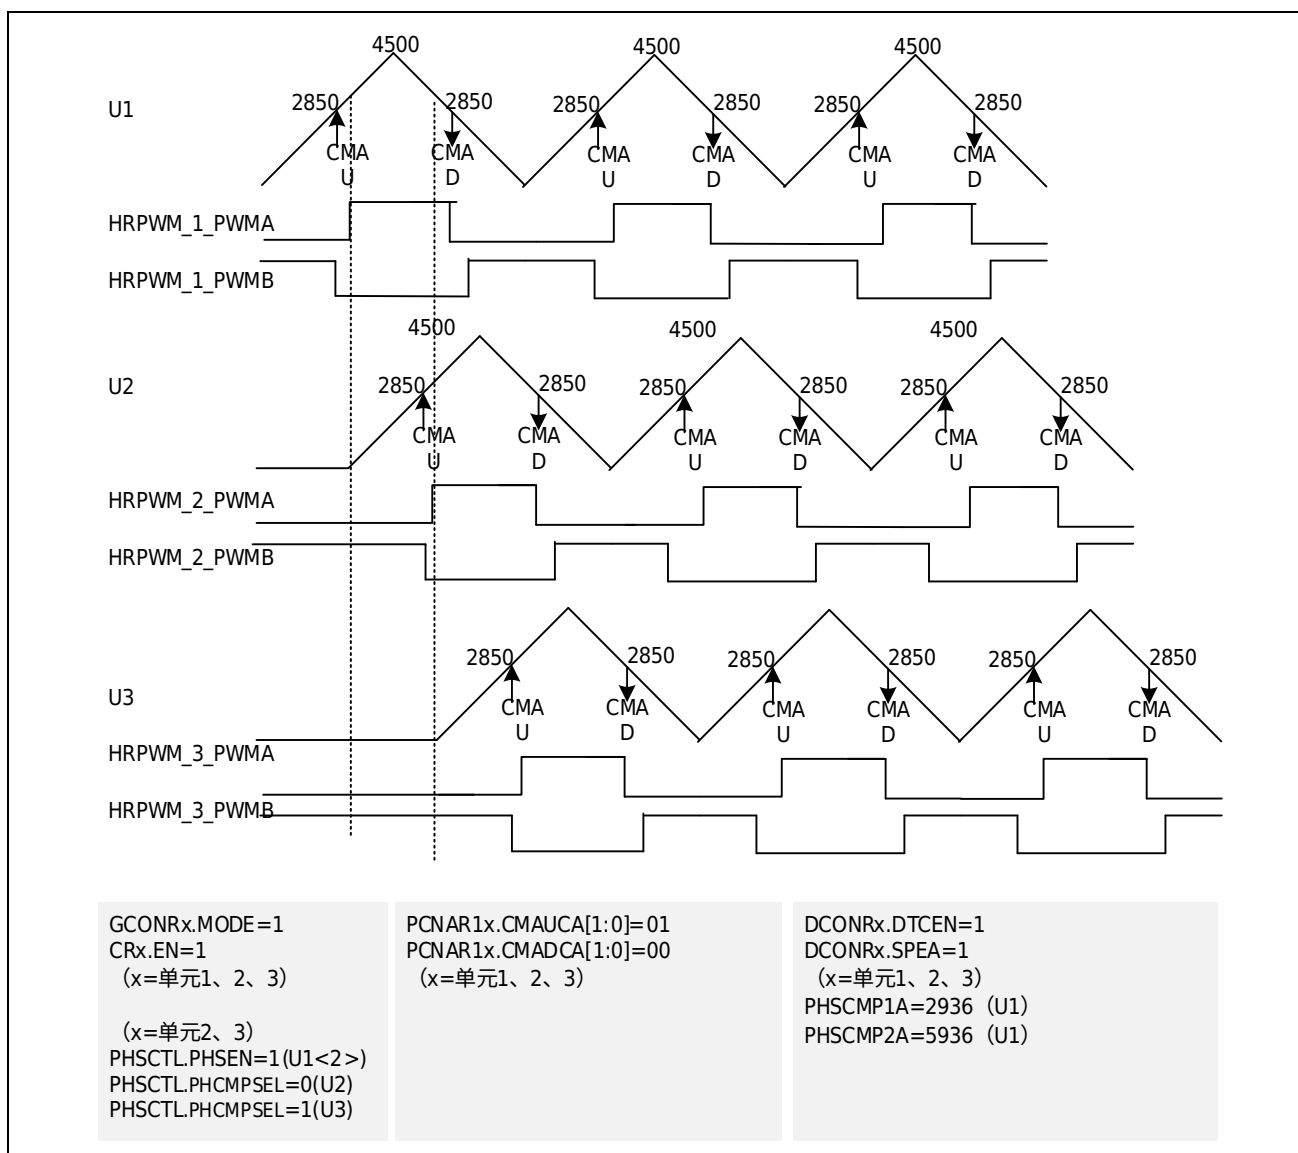 4500 4500 4500
2850 2850 2850 2850 2850 2850
U1
CMA CMA CMA CMA CMA CMA
U D U D U D
HRPWM_1_PWMA
HRPWM_1_PWMB
4500 4500 4500
2850 2850 2850 2850 2850 2850
U2
CMA CMA CMA CMA CMA CMA
U D U D U D
HRPWM_2_PWMA
HRPWM_2_PWMB
2850 2850 2850 2850 2850 2850
U3
CMA CMA CMA CMA CMA CMA
U D U D U D
HRPWM_3_PWMA
HRPWM_3_PWMB
GCONRx.MODE=1
CRx.EN=1
（x=单元1、2、3）
（x=单元2、3）
PHSCTL.PHSEN=1(U1<2>)
PHSCTL.PHCMPSEL=0(U2)
PHSCTL.PHCMPSEL=1(U3)
PCNAR1x.CMAUCA[1:0]=01
PCNAR1x.CMADCA[1:0]=00
（x=单元1、2、3）
DCONRx.DTCEN=1
DCONRx.SPEA=1
（x=单元1、2、3）
PHSCMP1A=2936（U1）
PHSCMP2A=5936（U1）